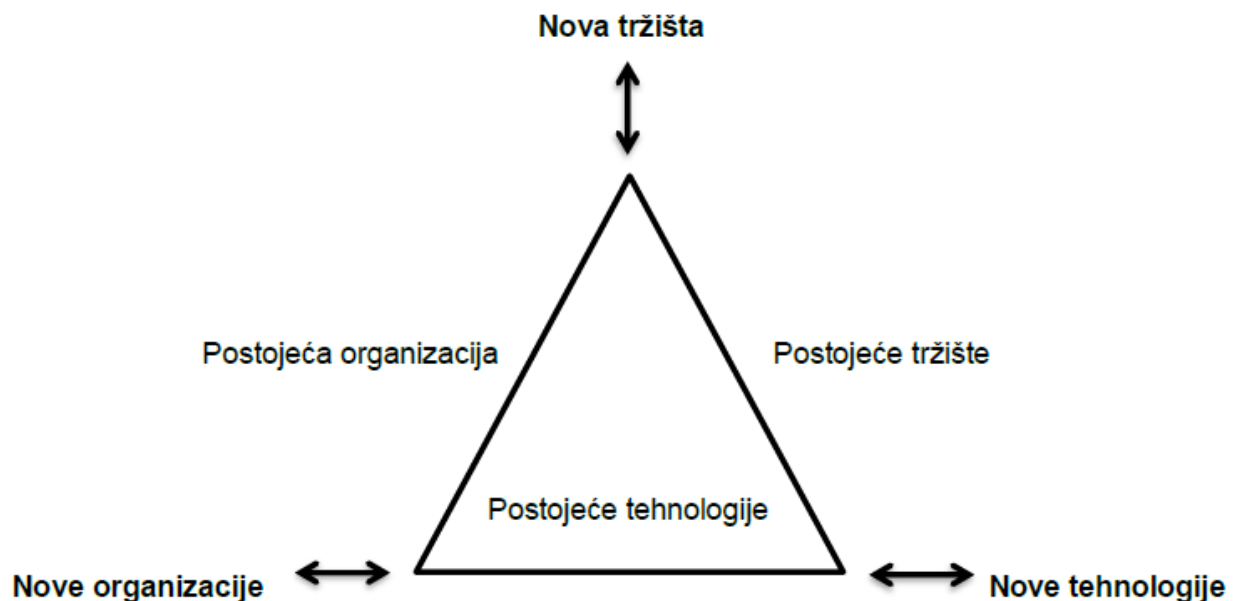 Nova tržišta
Postojeća organizacija
Postojeće tržište
Postojeće tehnologije
Nove organizacije
Nove tehnologije